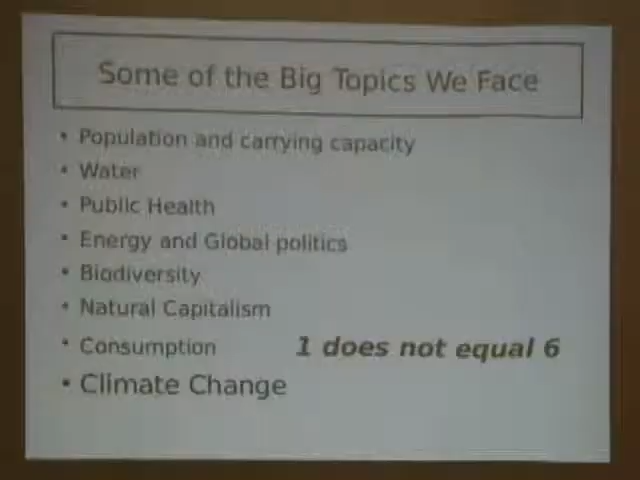 Some of the Big Topics We Face
• Population and carrying capacity
• Water
• Public Health
• Energy and Global politics
• Biodiversity
• Natural Capitalism
• Consumption 1 does not equal 6
• Climate Change